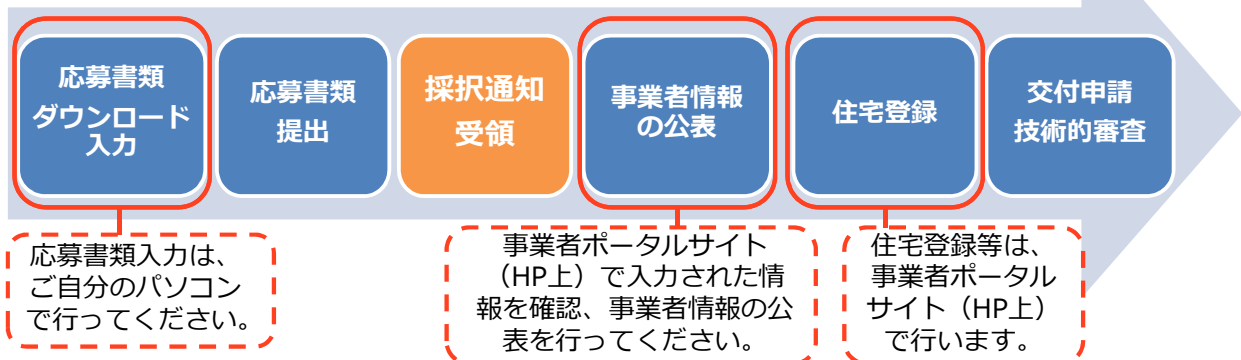 応募書類
ダウンロード
入力
応募書類
提出
採択通知
受領
事業者情報
の公表
住宅登録
交付申請
技術的審査
応募書類入力は、
ご自分のパソコン
で行ってください。
事業者ポータルサイト
（HP上）で入力された情
報を確認、事業者情報の公
表を行ってください。
住宅登録等は、
事業者ポータル
サイト（HP上）
で行います。